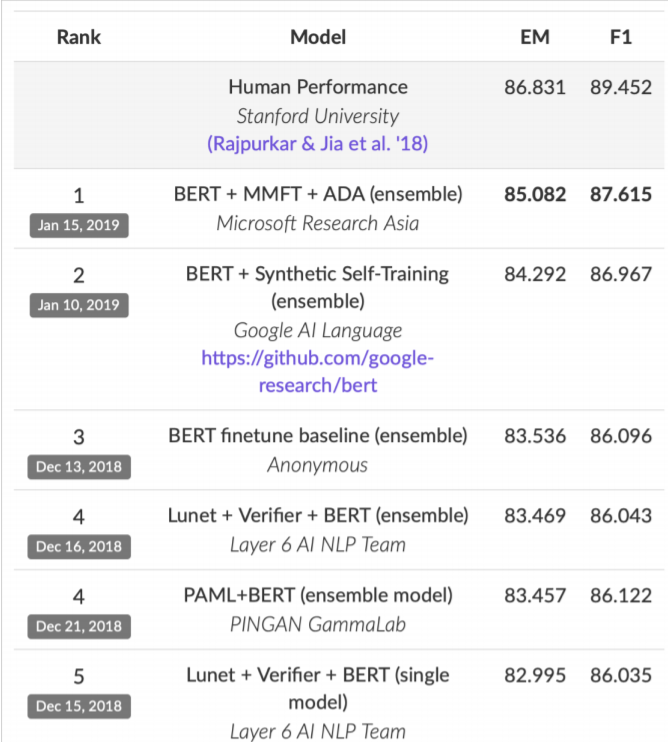 Rank Model EM F1
Human Performance 86.831 89.452
Stanford University
(Rajpurkar & Jia et al. '18)
1 BERT + MMFT + ADA (ensemble) 85.082 87.615
Jan 15, 2019 Microsoft Research Asia
2 BERT + Synthetic Self-Training 84.292 86.967
Jan 10, 2019 (ensemble)
Google AI Language
https://github.com/google-
research/bert
3 BERT finetune baseline (ensemble) 83.536 86.096
Dec 13, 2018 Anonymous
4 Lunet + Verifier + BERT (ensemble) 83.469 86.043
Dec 16, 2018 Layer 6 AI NLP Team
4 PAML+BERT (ensemble model) 83.457 86.122
Dec 21, 2018 PINGAN GammaLab
5 Lunet + Verifier + BERT (single 82.995 86.035
Dec 15, 2018 model)
Layer 6 AI NLP Team